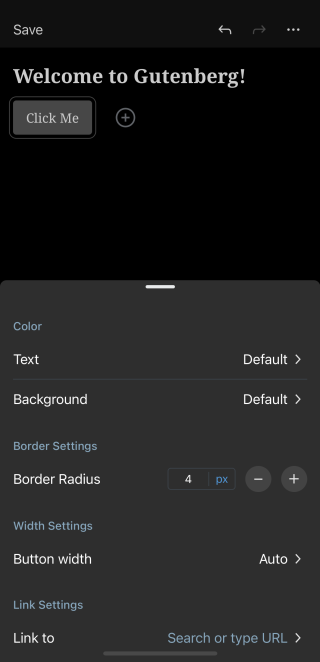 Save
Welcome to Gutenberg!
Click Me
Color
Text Default
Background Default
Border Settings
Border Radius 4 px
Width Settings
Button width Auto
Link Settings
Link to Search or type URL